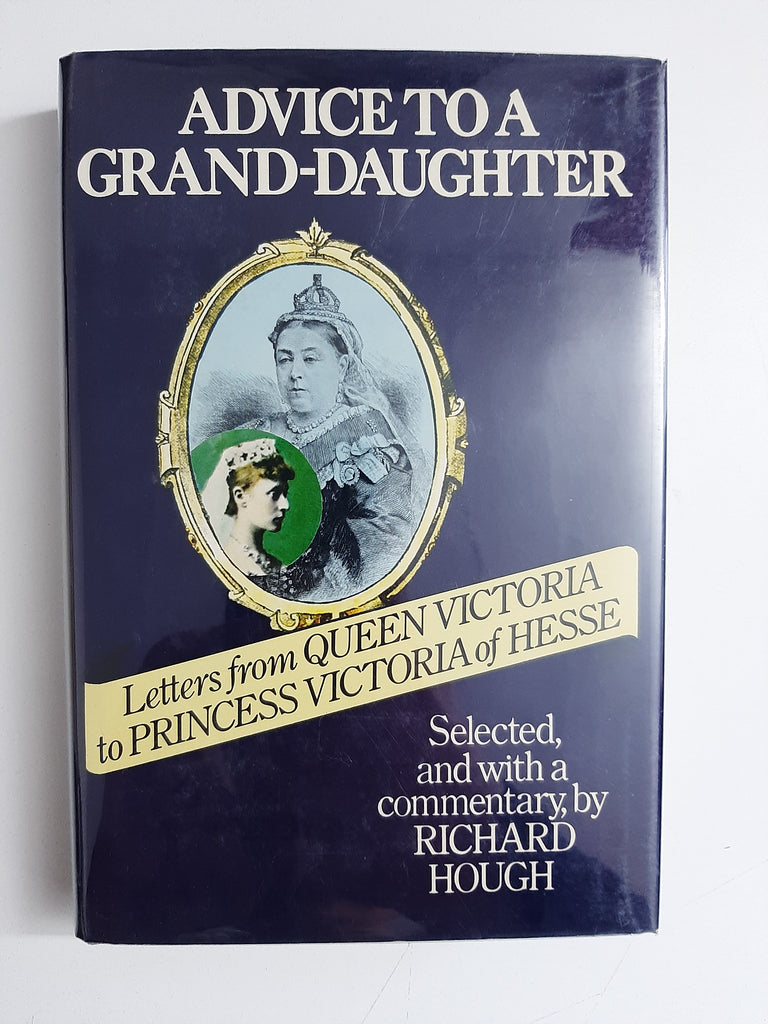 ADVICE TO A
GRAND-DAUGHTER
Letters from QUEEN VICTORIA
to PRINCESS VICTORIA of HESSE
Selected,
and with a
commentary, by
RICHARD
HOUGH